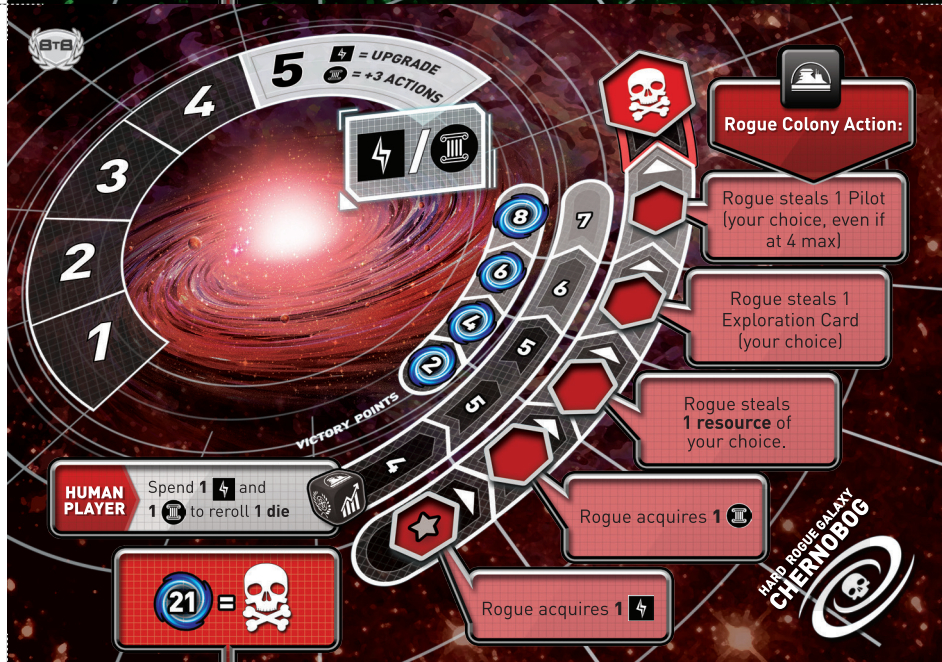 BTB
5
= UPGRADE
= +3 ACTIONS
4
3
2
1
/
Rogue Colony Action:
Rogue steals 1 Pilot
(your choice, even if
at 4 max)
Rogue steals 1
Exploration Card
(your choice)
Rogue steals
1 resource of
your choice.
Rogue acquires 1
Rogue acquires 1
8
6
4
2
7
6
5
5
4
VICTORY POINTS
HUMAN
PLAYER
Spend 1 and
1 to reroll 1 die
21 =
HARD ROGUE GALAXY
CHERNOBOG